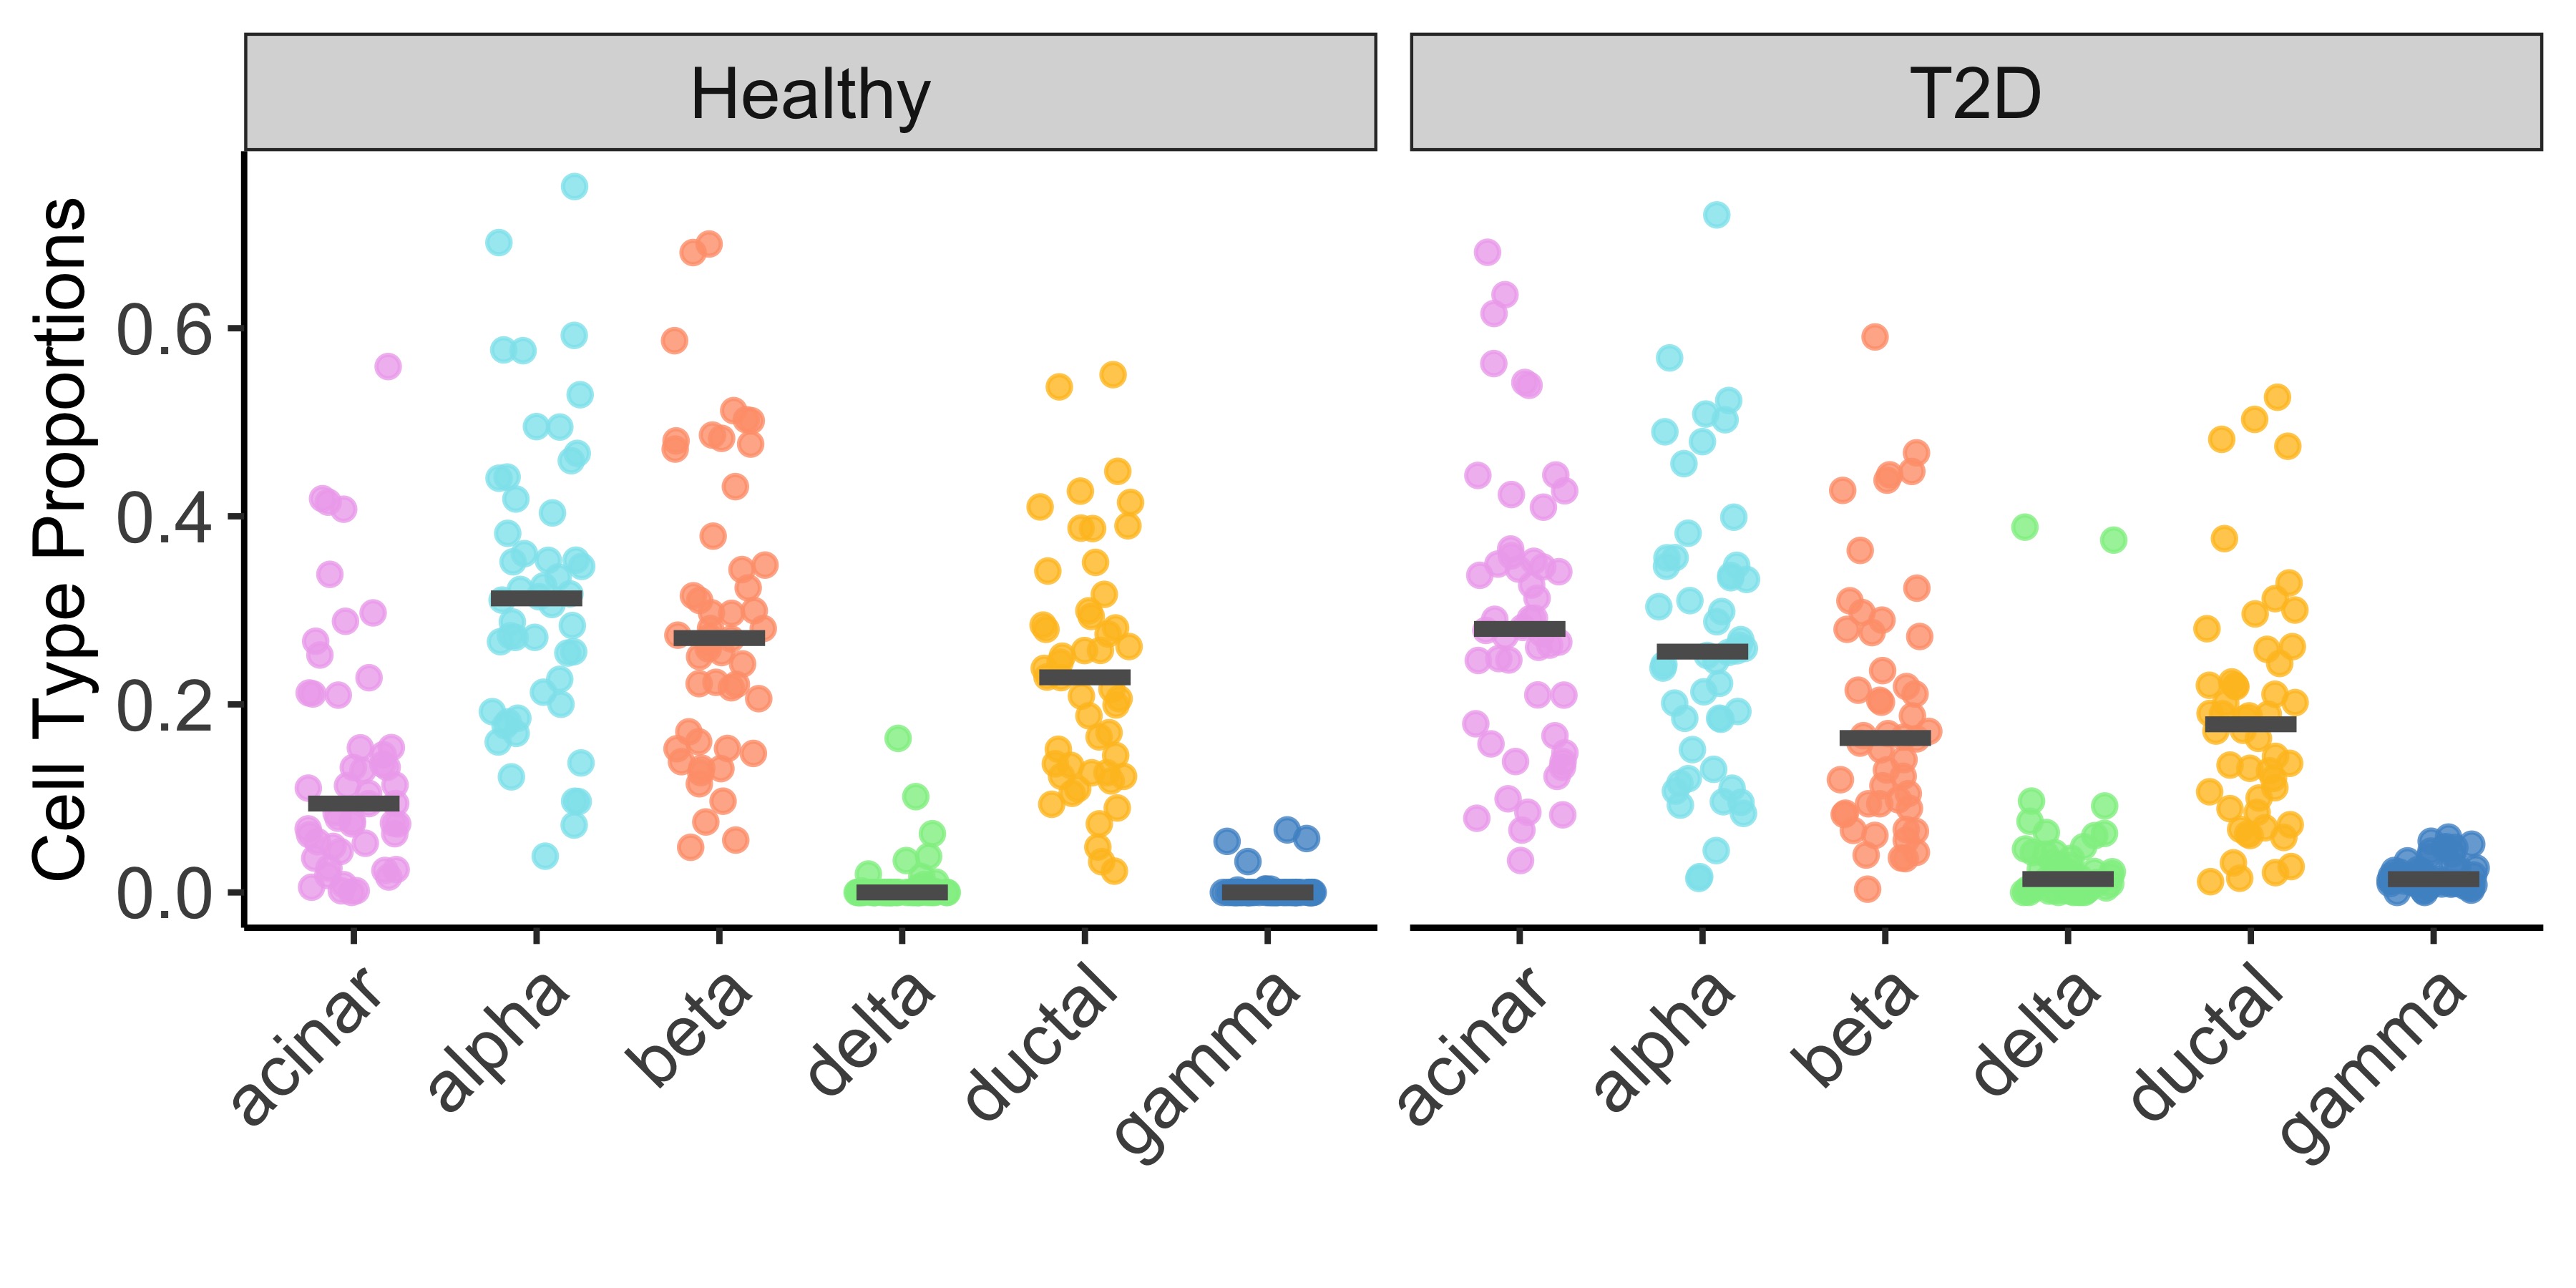 Healthy
T2D
Cell Type Proportions
0.6
0.4
0.2
0.0
acinar
alpha
beta
delta
ductal
gamma
acinar
alpha
beta
delta
ductal
gamma